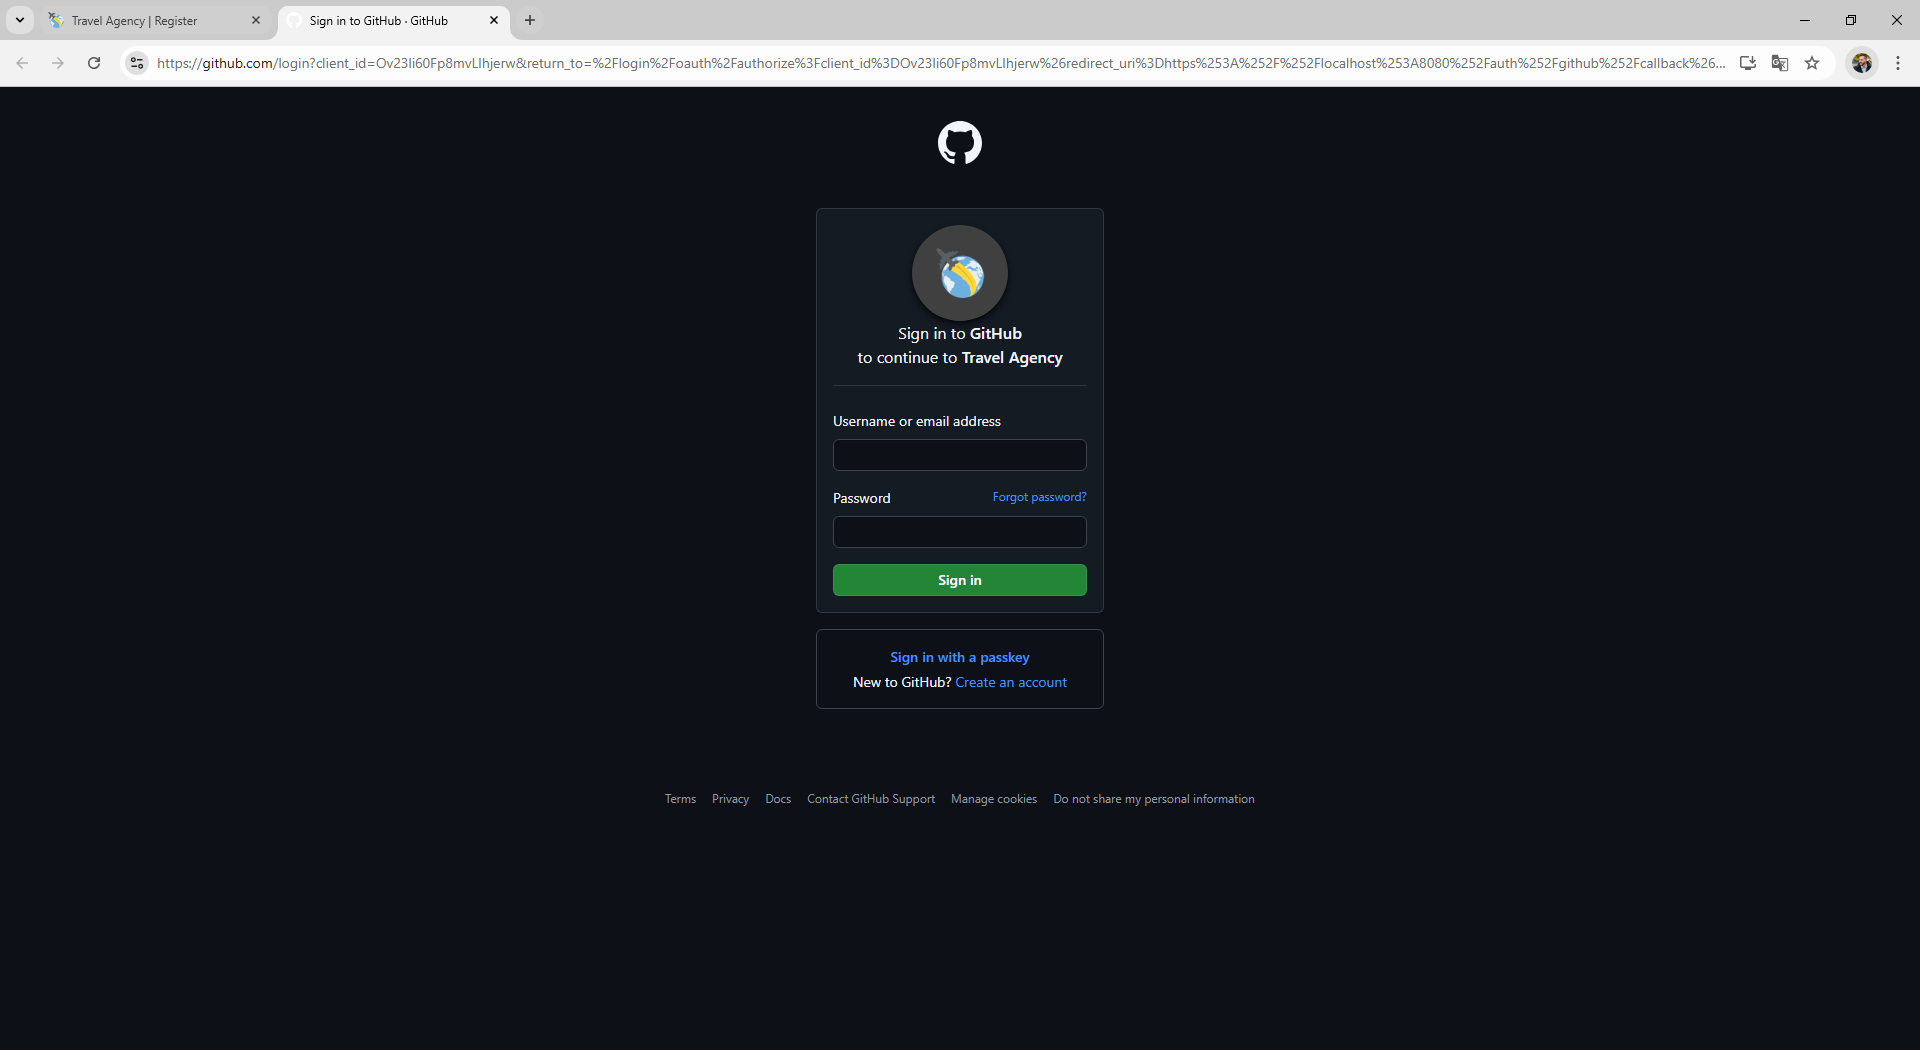 Travel Agency | Register
Sign in to GitHub · GitHub
https://github.com/login?client_id=Ov23li60Fp8mvLlhjerw&return_to=%2Flogin%2Foauth%2Fauthorize%3Fclient_id%3DOv23li60Fp8mvLlhjerw%26redirect_uri%3Dhttps%253A%252F%252Flocalhost%253A8080%252Fauth%252Fgithub%252Fcallback%26...
Sign in to GitHub
to continue to Travel Agency
Username or email address
Password Forgot password?
Sign in
Sign in with a passkey
New to GitHub? Create an account
Terms Privacy Docs Contact GitHub Support Manage cookies Do not share my personal information